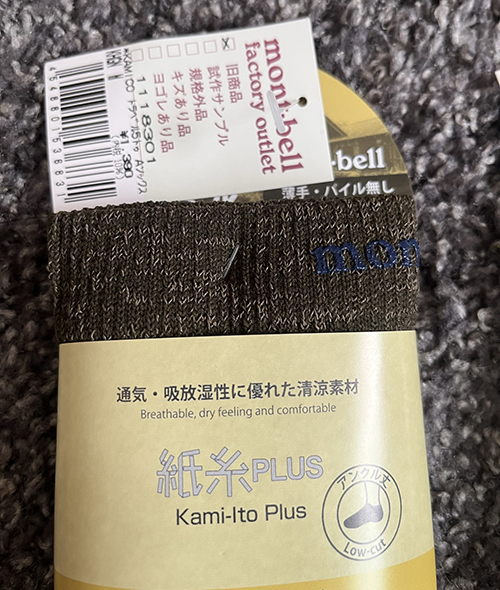 mont-bell
factory outlet
旧商品
試作サンプル
規格外品
キズあり品
ヨゴレあり品
1118301
¥1,390
mont-bell
薄手・パイル無し
mon
通気・吸放湿性に優れた清涼素材
Breathable, dry feeling and comfortable
紙糸PLUS
Kami-Ito Plus
アンクル丈
Low-cut